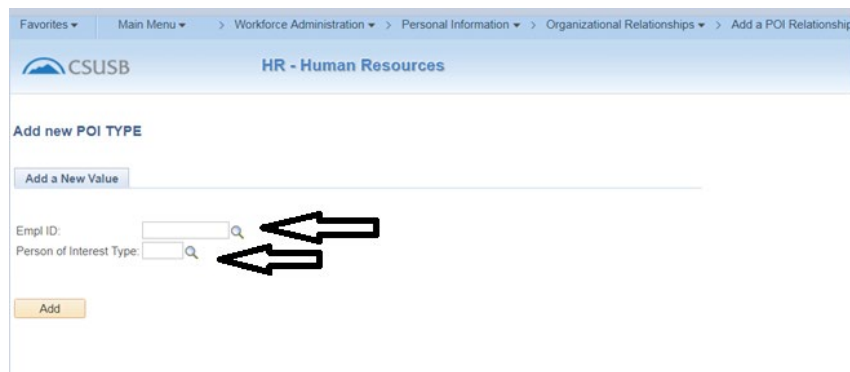 Favorites Main Menu > Workforce Administration > Personal Information > Organizational Relationships > Add a POI Relationship
CSUSB HR - Human Resources
Add new POI TYPE
Add a New Value
Empl ID:
Person of Interest Type:
Add